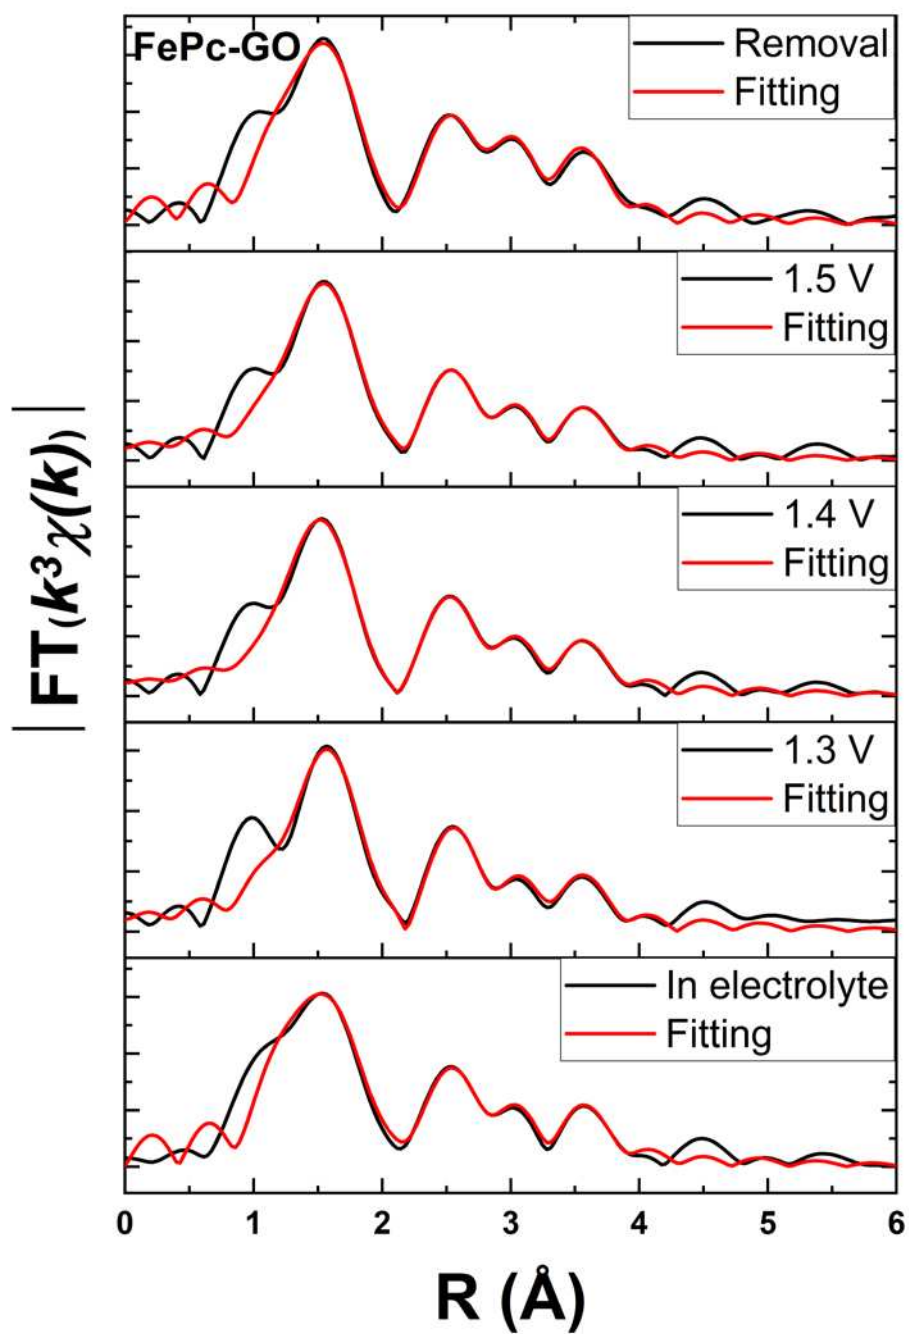 FePc-GO
Removal
Fitting
1.5 V
Fitting
1.4 V
Fitting
1.3 V
Fitting
In electrolyte
Fitting
|FT(k³χ(k))|
0 1 2 3 4 5 6
R (Å)